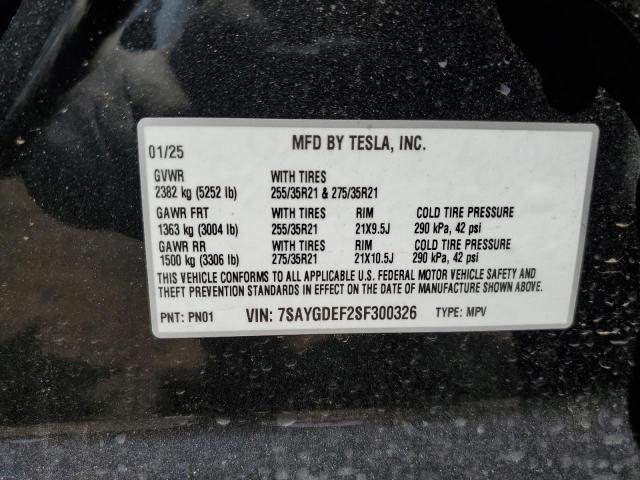 MFD BY TESLA, INC.
01/25
GVWR WITH TIRES
2382 kg (5252 lb) 255/35R21 & 275/35R21
GAWR FRT WITH TIRES RIM COLD TIRE PRESSURE
1363 kg (3004 lb) 255/35R21 21X9.5J 290 kPa, 42 psi
GAWR RR WITH TIRES RIM COLD TIRE PRESSURE
1500 kg (3306 lb) 275/35R21 21X10.5J 290 kPa, 42 psi
THIS VEHICLE CONFORMS TO ALL APPLICABLE U.S. FEDERAL MOTOR VEHICLE SAFETY AND
THEFT PREVENTION STANDARDS IN EFFECT ON THE DATE OF MANUFACTURE SHOWN ABOVE.
PNT: PN01 VIN: 7SAYGDEF2SF300326 TYPE: MPV